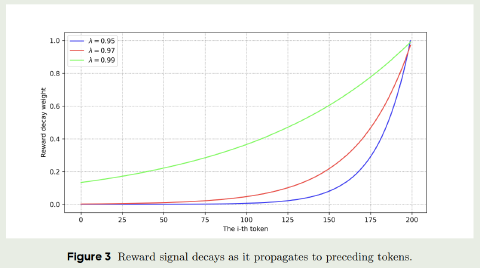 λ = 0.95
λ = 0.97
λ = 0.99
1.0
0.8
0.6
0.4
0.2
0.0
Reward decay weight
0 25 50 75 100 125 150 175 200
The i-th token
Figure 3 Reward signal decays as it propagates to preceding tokens.